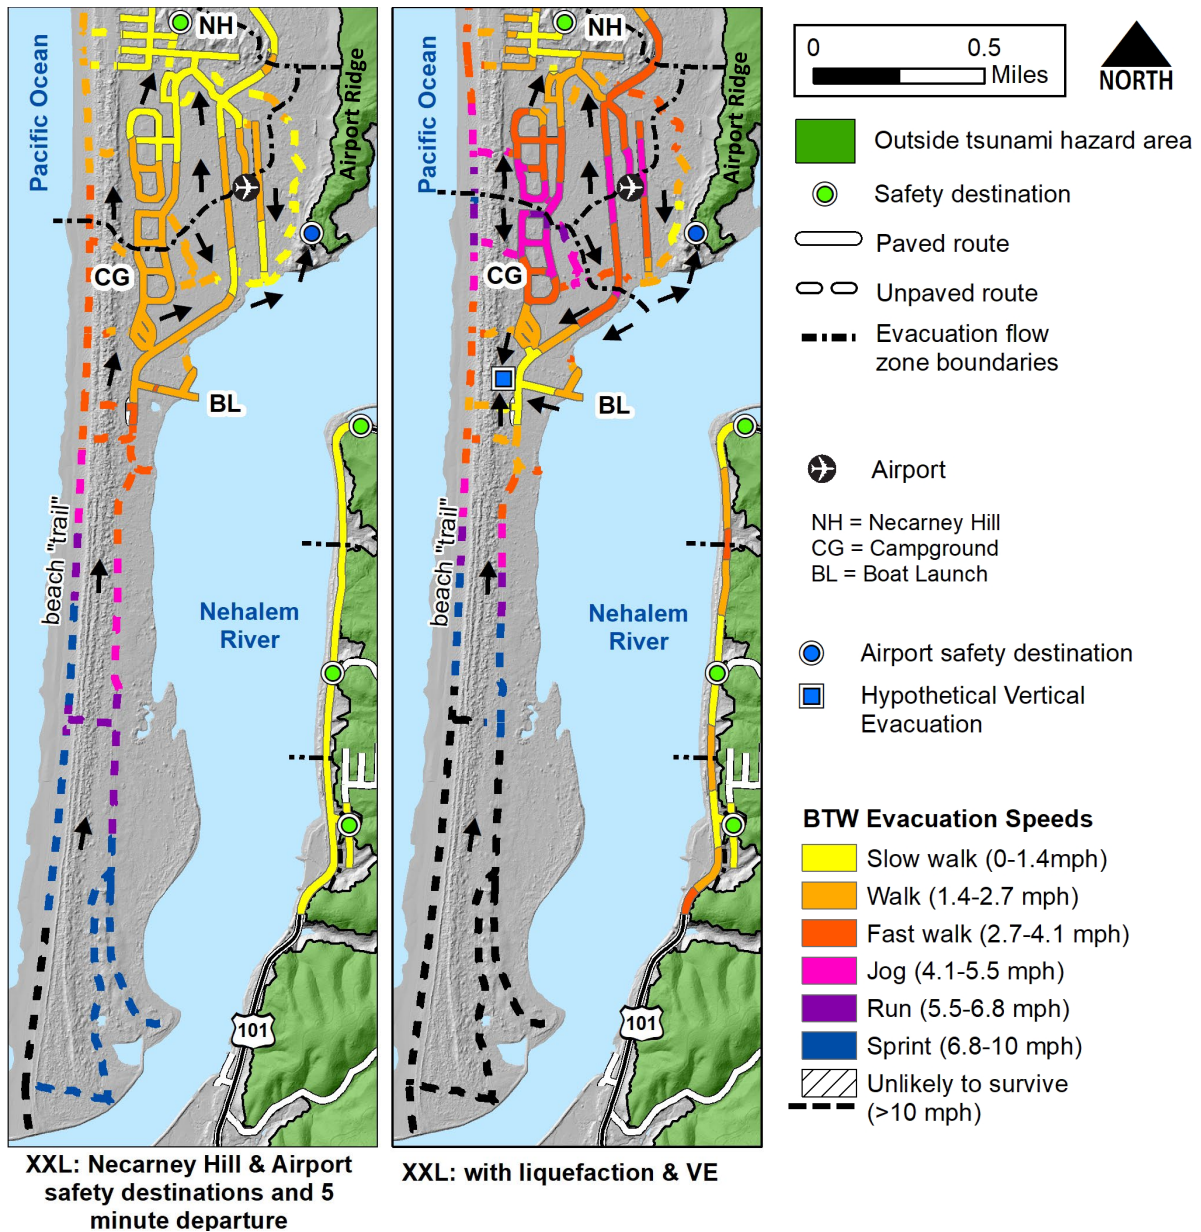 NH
Pacific Ocean
Airport Ridge
CG
BL
beach "trail"
Nehalem
River
101
XXL: Necarney Hill & Airport
safety destinations and 5
minute departure
NH
Pacific Ocean
Airport Ridge
CG
BL
beach "trail"
Nehalem
River
101
XXL: with liquefaction & VE
0 0.5
Miles
NORTH
Outside tsunami hazard area
Safety destination
Paved route
Unpaved route
Evacuation flow
zone boundaries
Airport
NH = Necarney Hill
CG = Campground
BL = Boat Launch
Airport safety destination
Hypothetical Vertical
Evacuation
BTW Evacuation Speeds
Slow walk (0-1.4mph)
Walk (1.4-2.7 mph)
Fast walk (2.7-4.1 mph)
Jog (4.1-5.5 mph)
Run (5.5-6.8 mph)
Sprint (6.8-10 mph)
Unlikely to survive
(>10 mph)